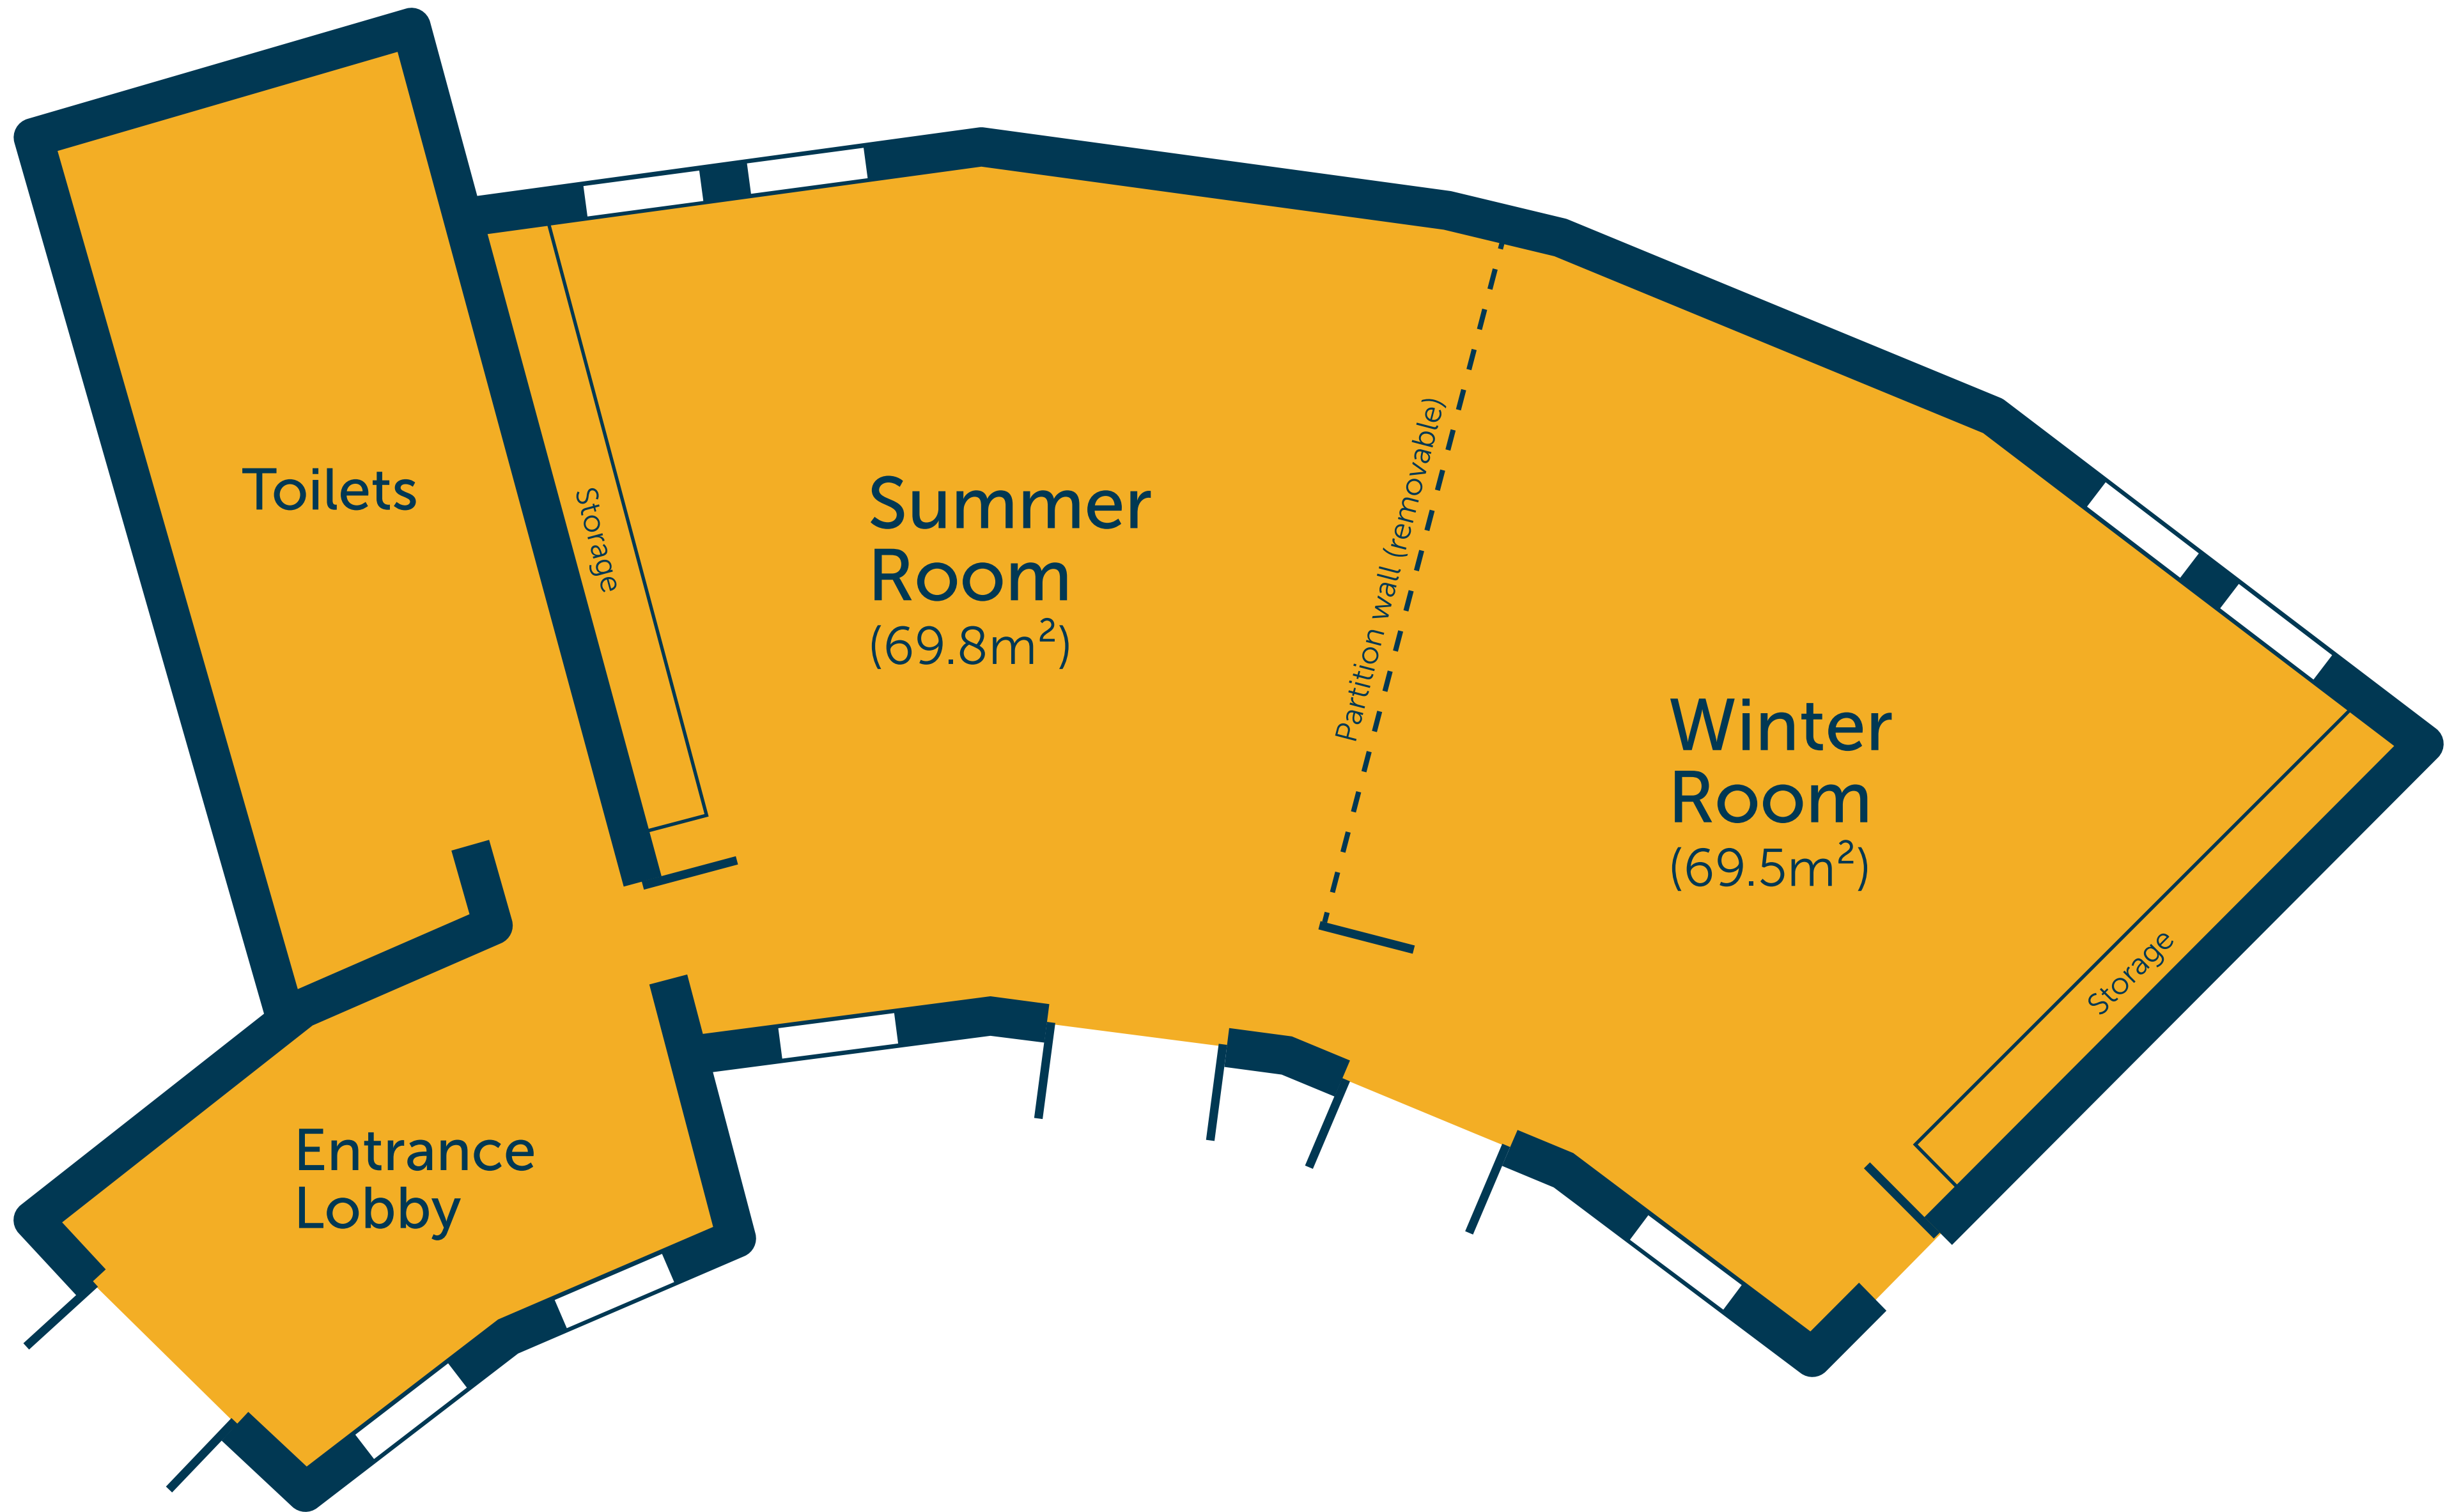 Toilets
Storage
Summer
Room
(69.8m²)
Partition wall (removable)
Winter
Room
(69.5m²)
Storage
Entrance
Lobby